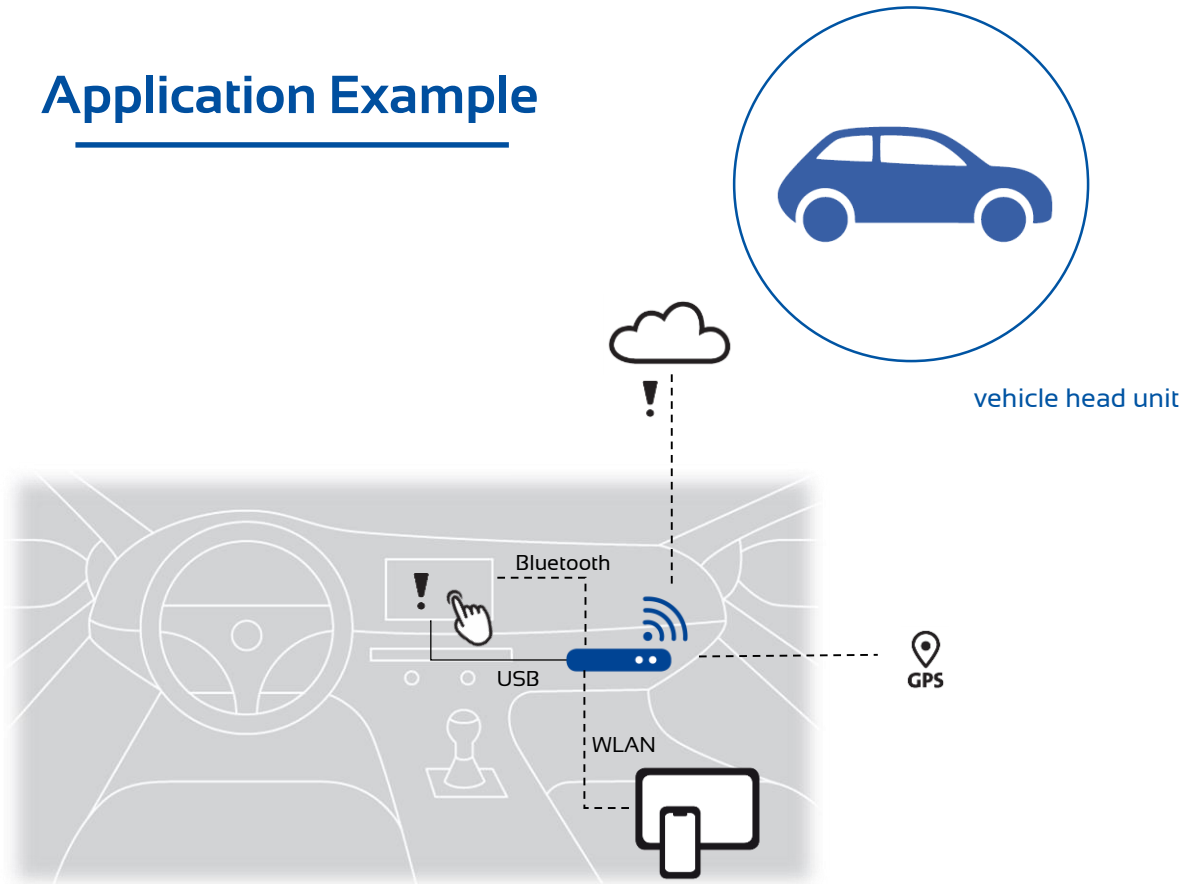 Application Example
vehicle head unit
Bluetooth
USB
GPS
WLAN